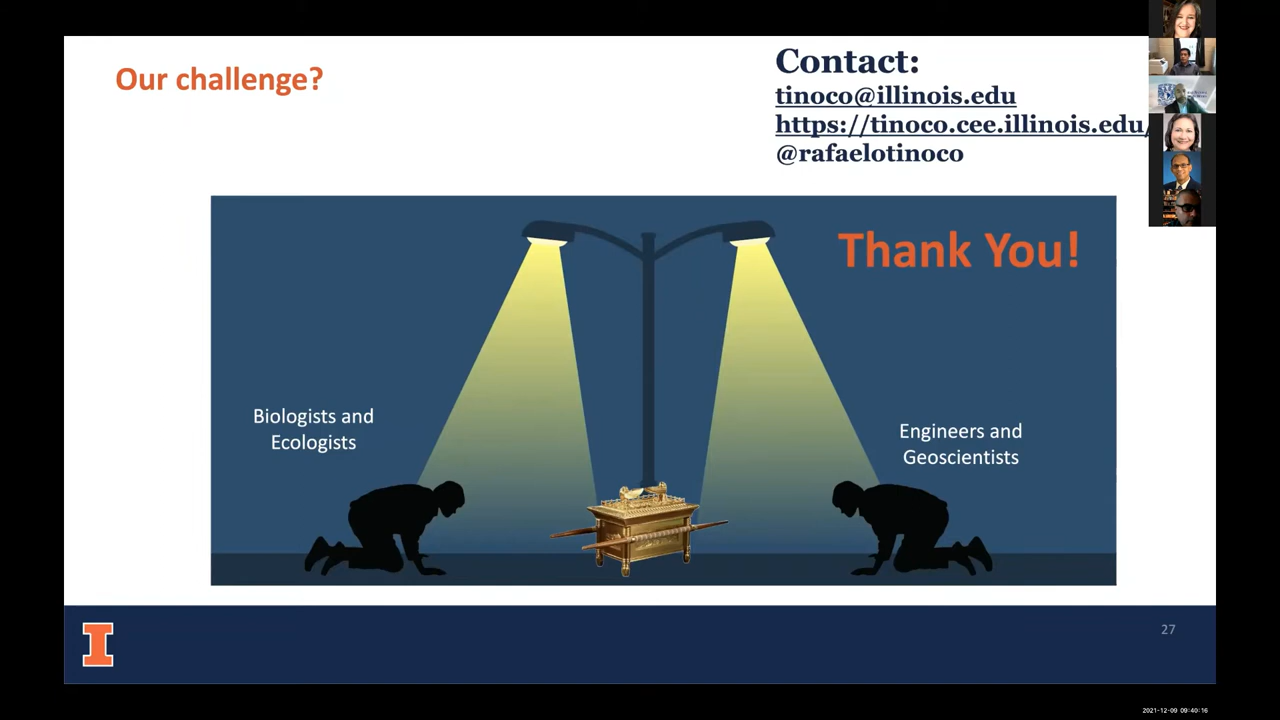 Our challenge?
Contact:
tinoco@illinois.edu
https://tinoco.cee.illinois.edu/
@rafaelotinoco
Thank You!
Biologists and
Ecologists
Engineers and
Geoscientists
27
I
2021-12-09 09:40:16